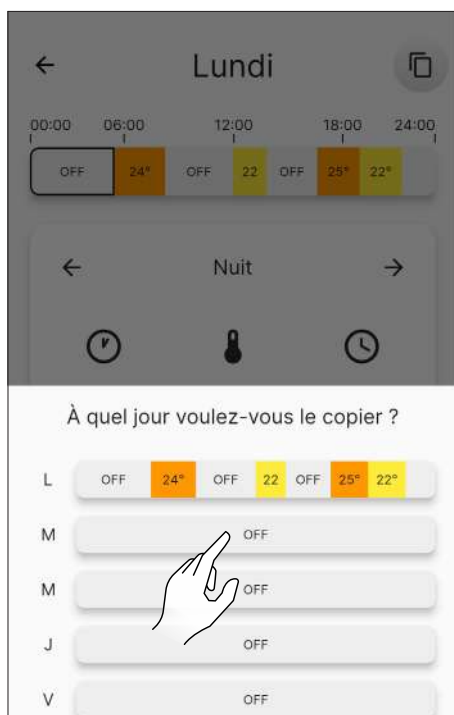 Lundi
00:00 06:00 12:00 18:00 24:00
OFF 24° OFF 22 OFF 25° 22°
Nuit
À quel jour voulez-vous le copier ?
L OFF 24° OFF 22 OFF 25° 22°
M OFF
M OFF
J OFF
V OFF